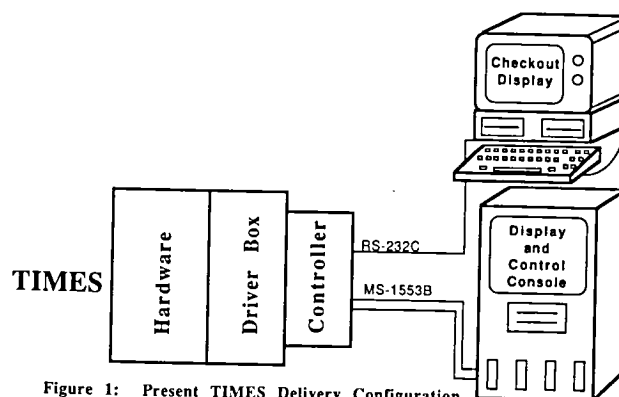 Checkout
Display
TIMES
Hardware
Driver Box
Controller
RS-232C
MS-1553B
Display
and
Control
Console
Figure 1: Present TIMES Delivery Configuration